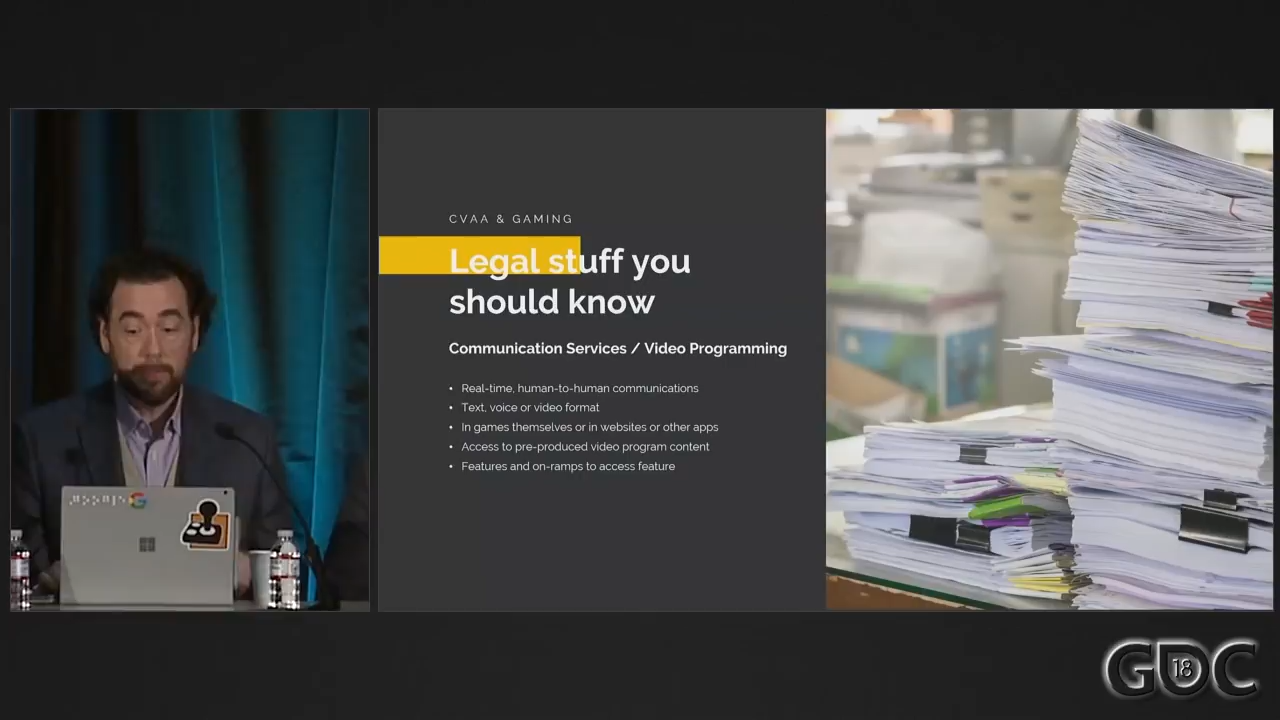 CVAA & GAMING
Legal stuff you
should know
Communication Services / Video Programming
• Real-time, human-to-human communications
• Text, voice or video format
• In games themselves or in websites or other apps
• Access to pre-produced video program content
• Features and on-ramps to access feature
G
GDC
18